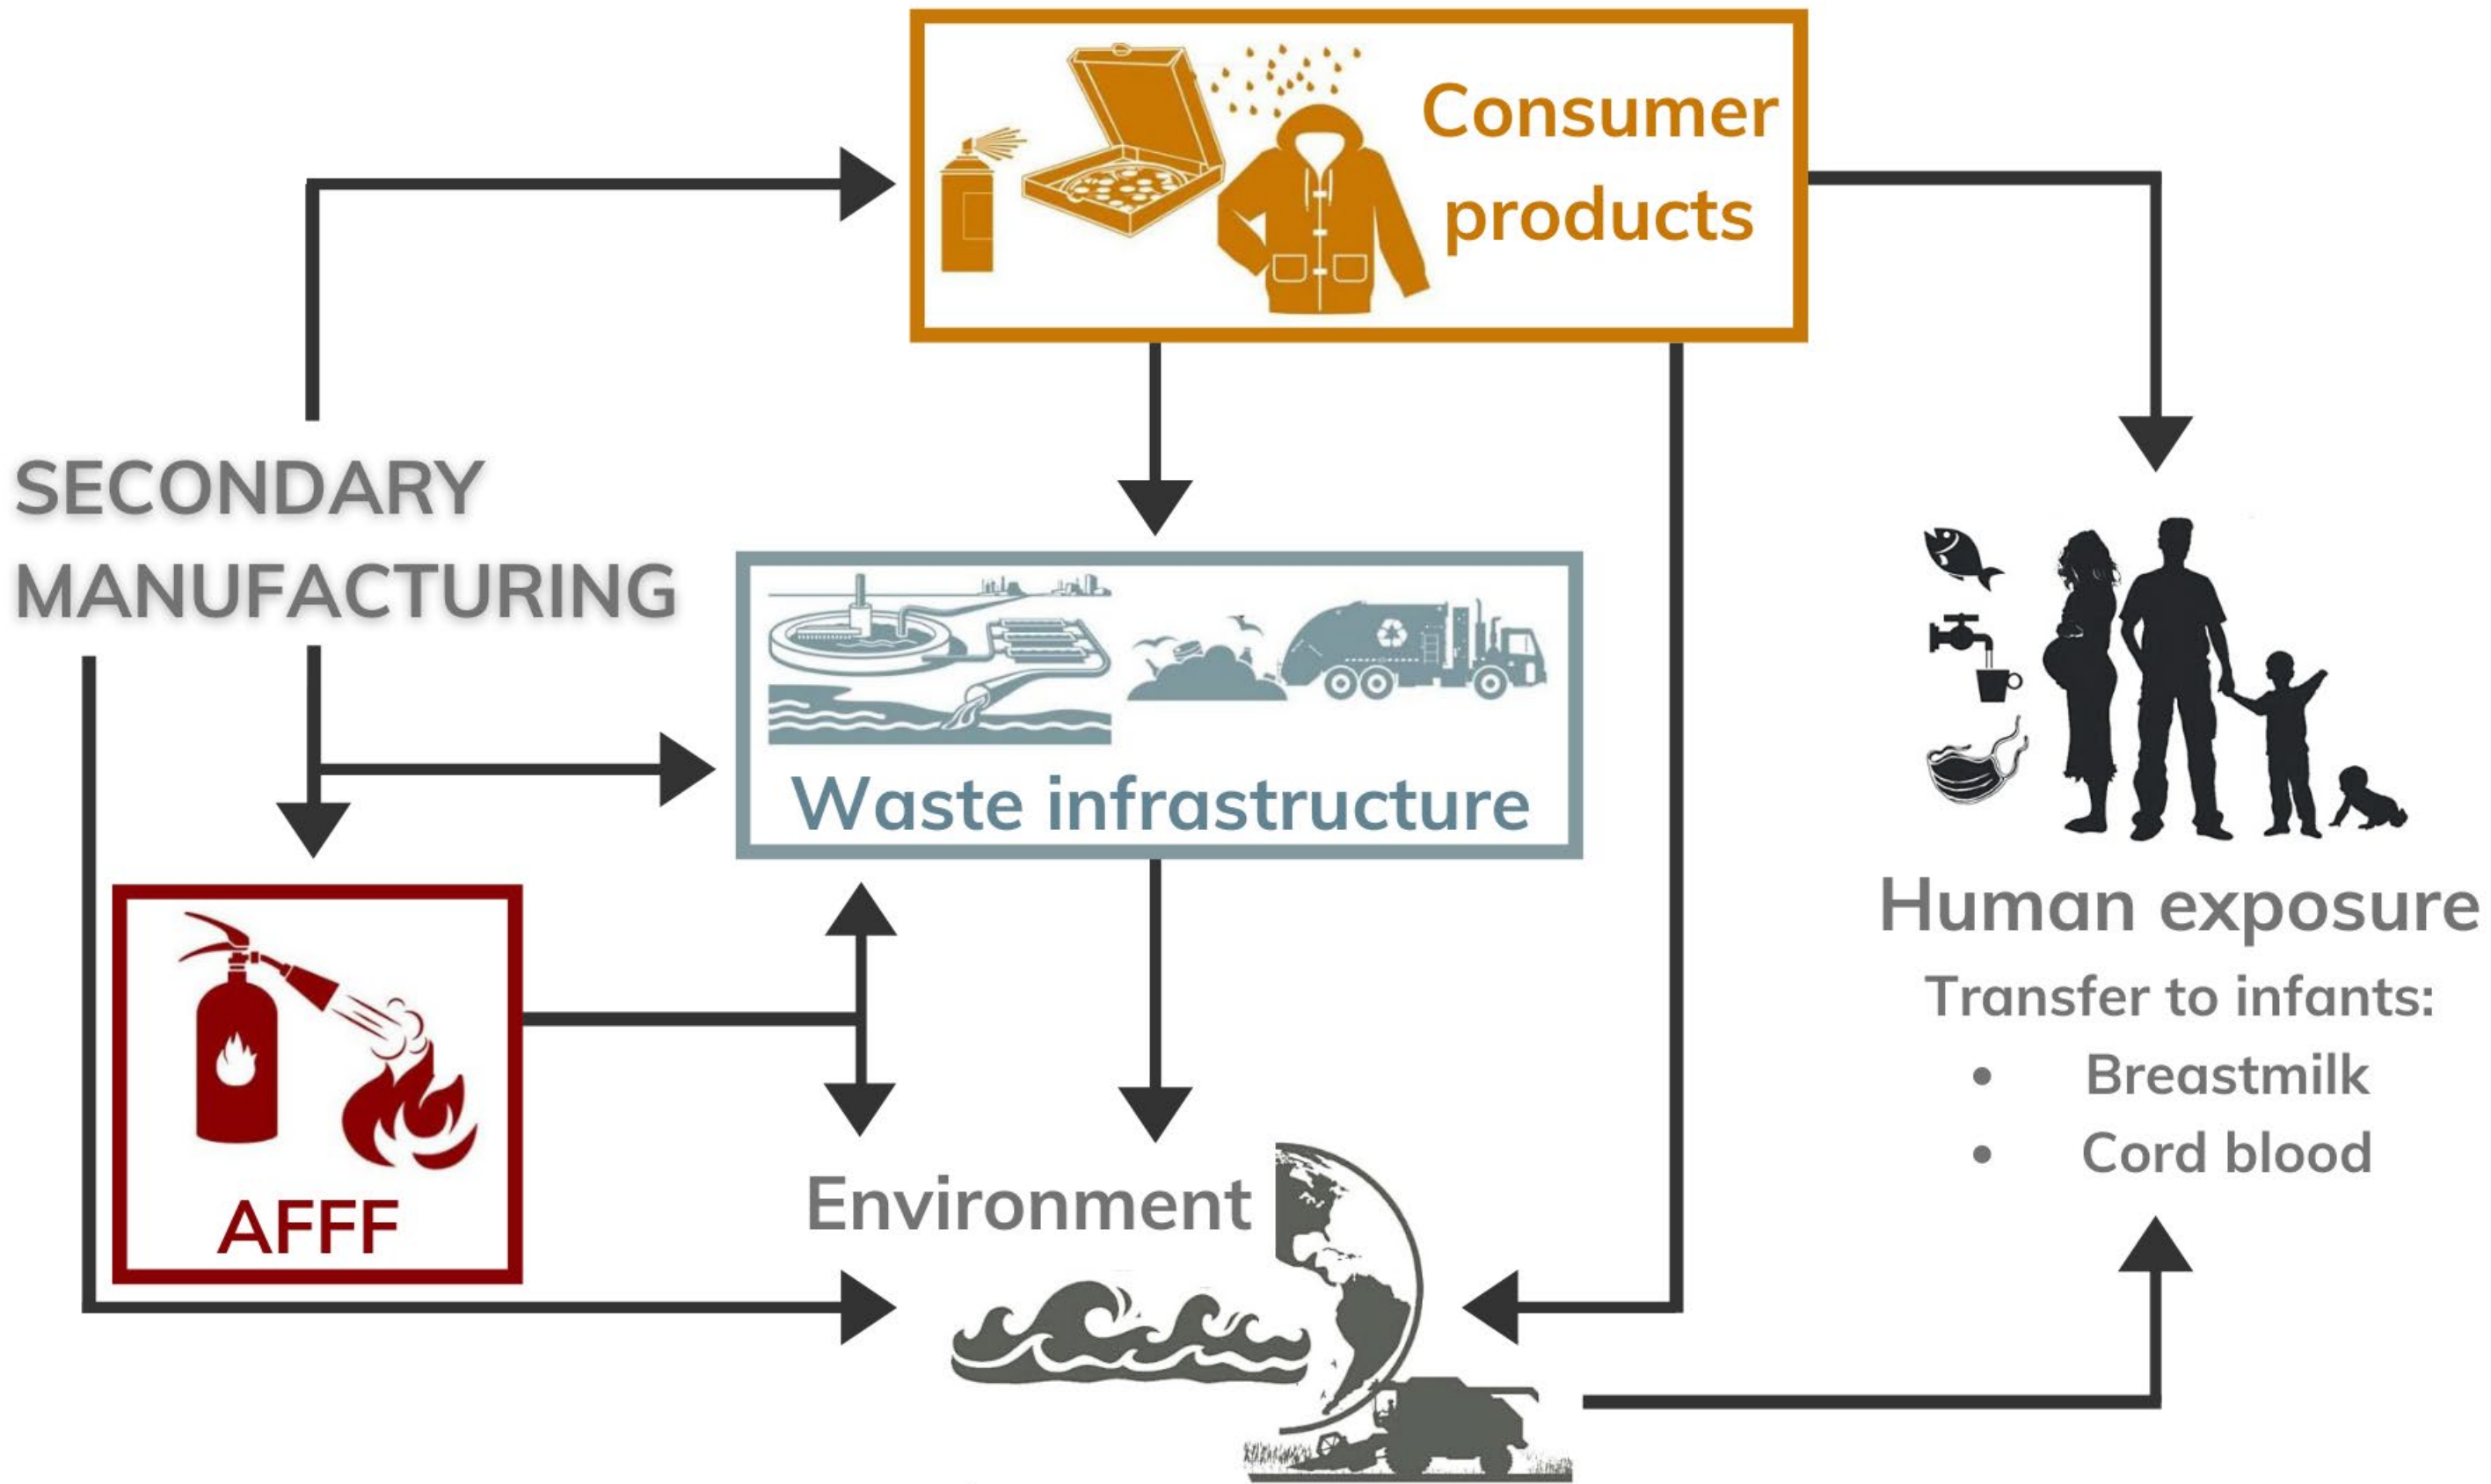 Consumer
products
SECONDARY
MANUFACTURING
Waste infrastructure
AFFF
Environment
Human exposure
Transfer to infants:
• Breastmilk
• Cord blood